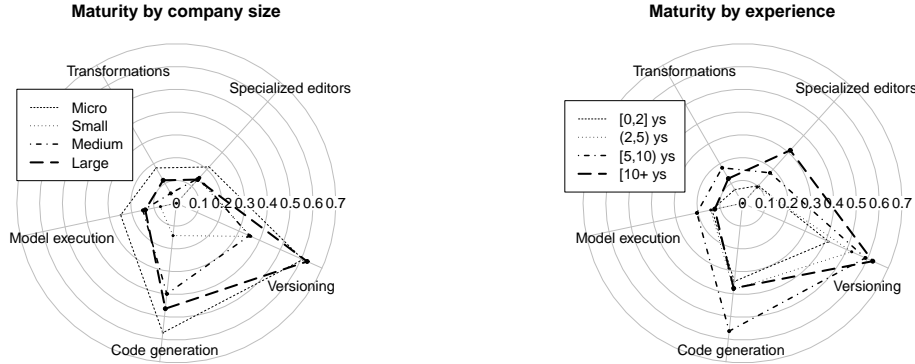 Maturity by company size
Transformations
Specialized editors
Micro
Small
Medium
Large
0 0.1 0.2 0.3 0.4 0.5 0.6 0.7
Model execution
Versioning
Code generation
Maturity by experience
Transformations
Specialized editors
[0,2] ys
(2,5) ys
[5,10) ys
[10+ ys
0 0.1 0.2 0.3 0.4 0.5 0.6 0.7
Model execution
Versioning
Code generation